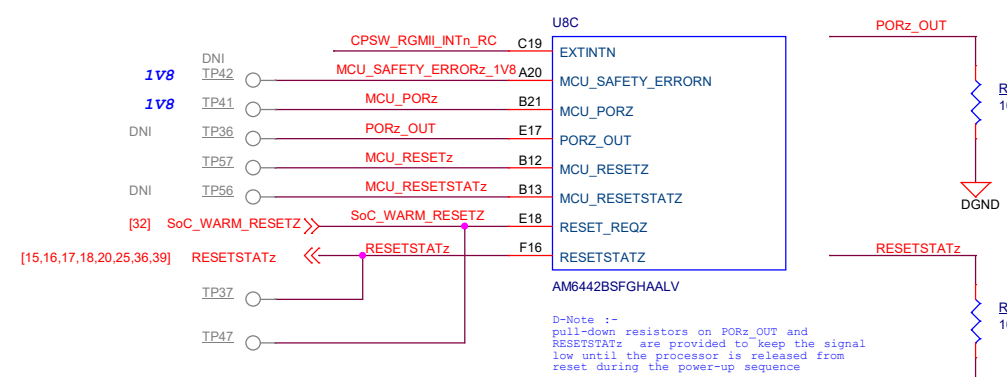 U8C
PORz_OUT
CPSW_RGMII_INTn_RC C19 EXTINTN
DNI
1V8 TP42 MCU_SAFETY_ERRORz_1V8 A20 MCU_SAFETY_ERRORN
1V8 TP41 MCU_PORz B21 MCU_PORZ
DNI TP36 PORz_OUT E17 PORZ_OUT
TP57 MCU_RESETz B12 MCU_RESETZ
DNI TP56 MCU_RESETSTATz B13 MCU_RESETSTATZ
DGND
[32] SoC_WARM_RESETZ SoC_WARM_RESETZ E18 RESET_REQZ
[15,16,17,18,20,25,36,39] RESETSTATz RESETSTATz F16 RESETSTATZ
RESETSTATz
TP37
AM6442BSFGHAALV
TP47
D-Note :-
pull-down resistors on PORz_OUT and
RESETSTATz are provided to keep the signal
low until the processor is released from
reset during the power-up sequence